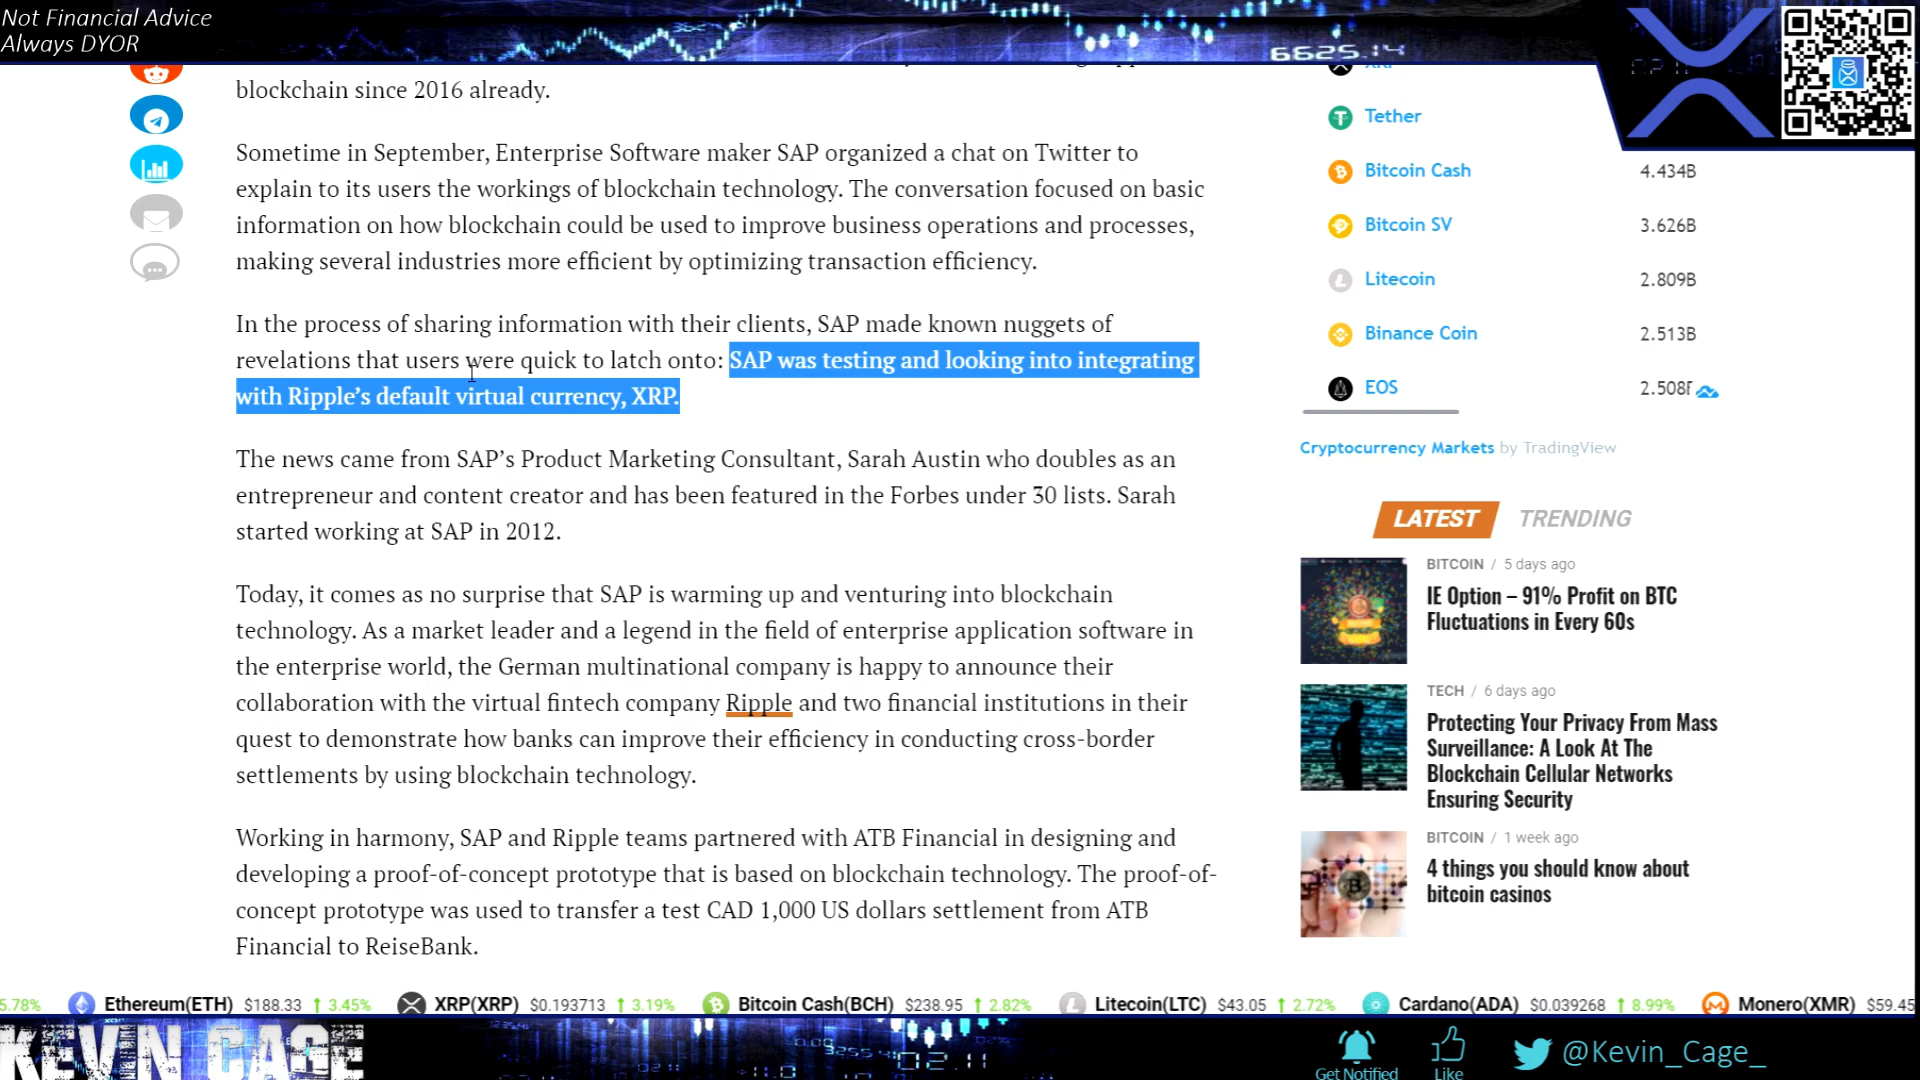 Not Financial Advice
Always DYOR
6625.14
blockchain since 2016 already.
Sometime in September, Enterprise Software maker SAP organized a chat on Twitter to
explain to its users the workings of blockchain technology. The conversation focused on basic
information on how blockchain could be used to improve business operations and processes,
making several industries more efficient by optimizing transaction efficiency.
In the process of sharing information with their clients, SAP made known nuggets of
revelations that users were quick to latch onto: SAP was testing and looking into integrating
with Ripple’s default virtual currency, XRP.
The news came from SAP’s Product Marketing Consultant, Sarah Austin who doubles as an
entrepreneur and content creator and has been featured in the Forbes under 30 lists. Sarah
started working at SAP in 2012.
Today, it comes as no surprise that SAP is warming up and venturing into blockchain
technology. As a market leader and a legend in the field of enterprise application software in
the enterprise world, the German multinational company is happy to announce their
collaboration with the virtual fintech company Ripple and two financial institutions in their
quest to demonstrate how banks can improve their efficiency in conducting cross-border
settlements by using blockchain technology.
Working in harmony, SAP and Ripple teams partnered with ATB Financial in designing and
developing a proof-of-concept prototype that is based on blockchain technology. The proof-of-
concept prototype was used to transfer a test CAD 1,000 US dollars settlement from ATB
Financial to ReiseBank.
XRP
Tether
Bitcoin Cash 4.434B
Bitcoin SV 3.626B
Litecoin 2.809B
Binance Coin 2.513B
EOS 2.508
Cryptocurrency Markets by TradingView
LATEST TRENDING
BITCOIN / 5 days ago
IE Option – 91% Profit on BTC
Fluctuations in Every 60s
TECH / 6 days ago
Protecting Your Privacy From Mass
Surveillance: A Look At The
Blockchain Cellular Networks
Ensuring Security
BITCOIN / 1 week ago
4 things you should know about
bitcoin casinos
5.78% Ethereum(ETH) $188.33 ↑ 3.45% XRP(XRP) $0.193713 ↑ 3.19% Bitcoin Cash(BCH) $238.95 ↑ 2.82% Litecoin(LTC) $43.05 ↑ 2.72% Cardano(ADA) $0.039268 ↑ 8.99% Monero(XMR) $59.45
KEVIN CAGE
Get Notified
Like
@Kevin_Cage_